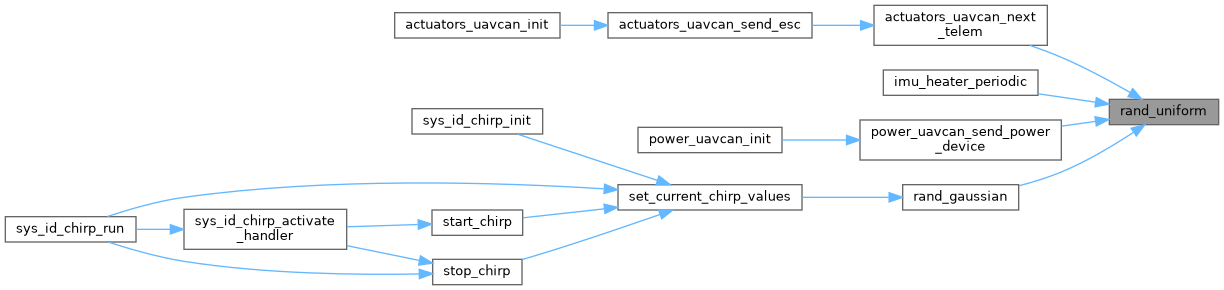 actuators_uavcan_next
_telem
actuators_uavcan_send_esc
actuators_uavcan_init
imu_heater_periodic
rand_uniform
sys_id_chirp_init
power_uavcan_init
power_uavcan_send_power
_device
set_current_chirp_values
rand_gaussian
sys_id_chirp_run
sys_id_chirp_activate
_handler
start_chirp
stop_chirp